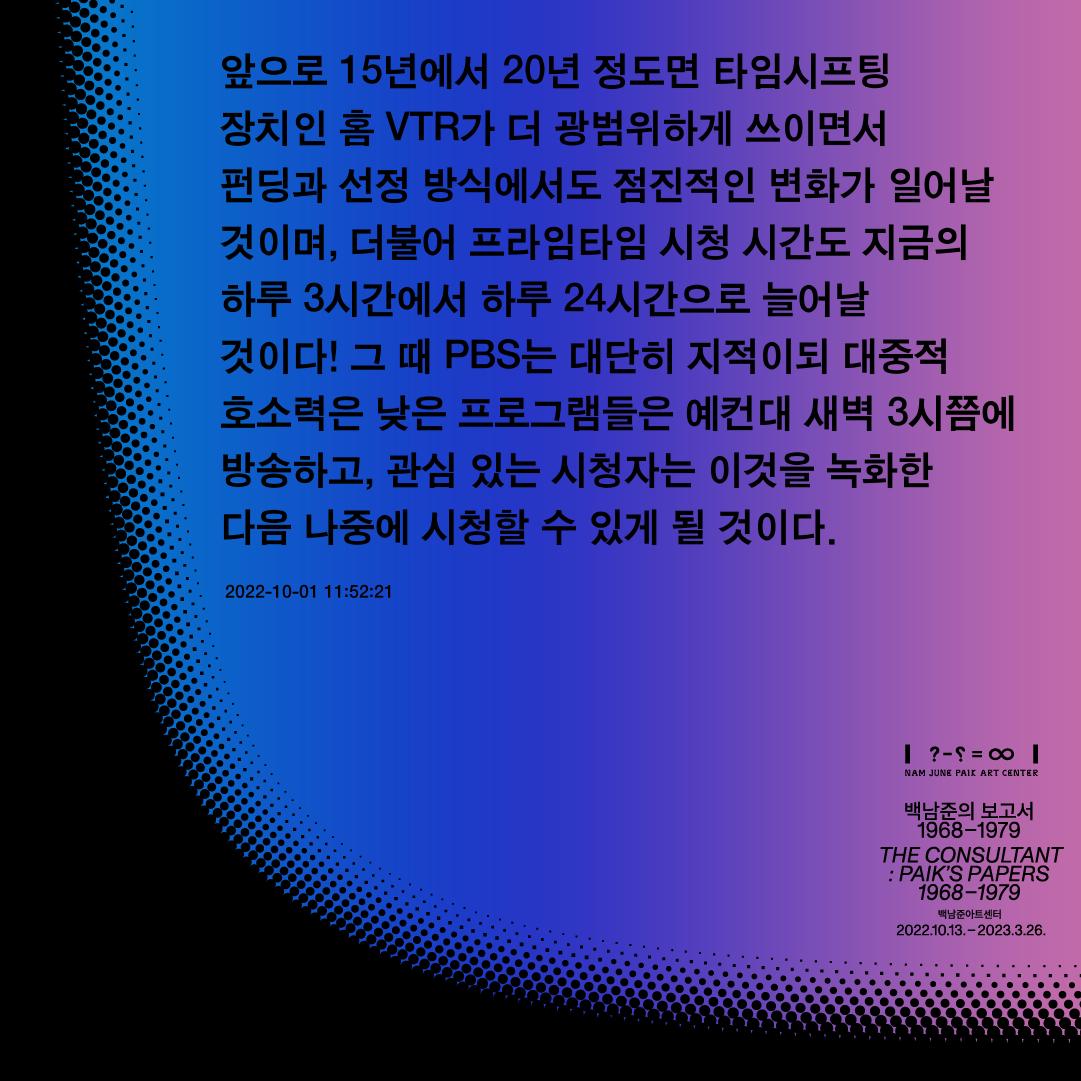 앞으로 15년에서 20년 정도면 타임시프팅
장치인 홈 VTR가 더 광범위하게 쓰이면서
펀딩과 선정 방식에서도 점진적인 변화가 일어날
것이며, 더불어 프라임타임 시청 시간도 지금의
하루 3시간에서 하루 24시간으로 늘어날
것이다! 그 때 PBS는 대단히 지적이되 대중적
호소력은 낮은 프로그램들은 예컨대 새벽 3시쯤에
방송하고, 관심 있는 시청자는 이것을 녹화한
다음 나중에 시청할 수 있게 될 것이다.
2022-10-01 11:52:21
?-⸮=∞
NAM JUNE PAIK ART CENTER
백남준의 보고서
1968–1979
THE CONSULTANT
: PAIK'S PAPERS
1968–1979
백남준아트센터
2022.10.13.–2023.3.26.